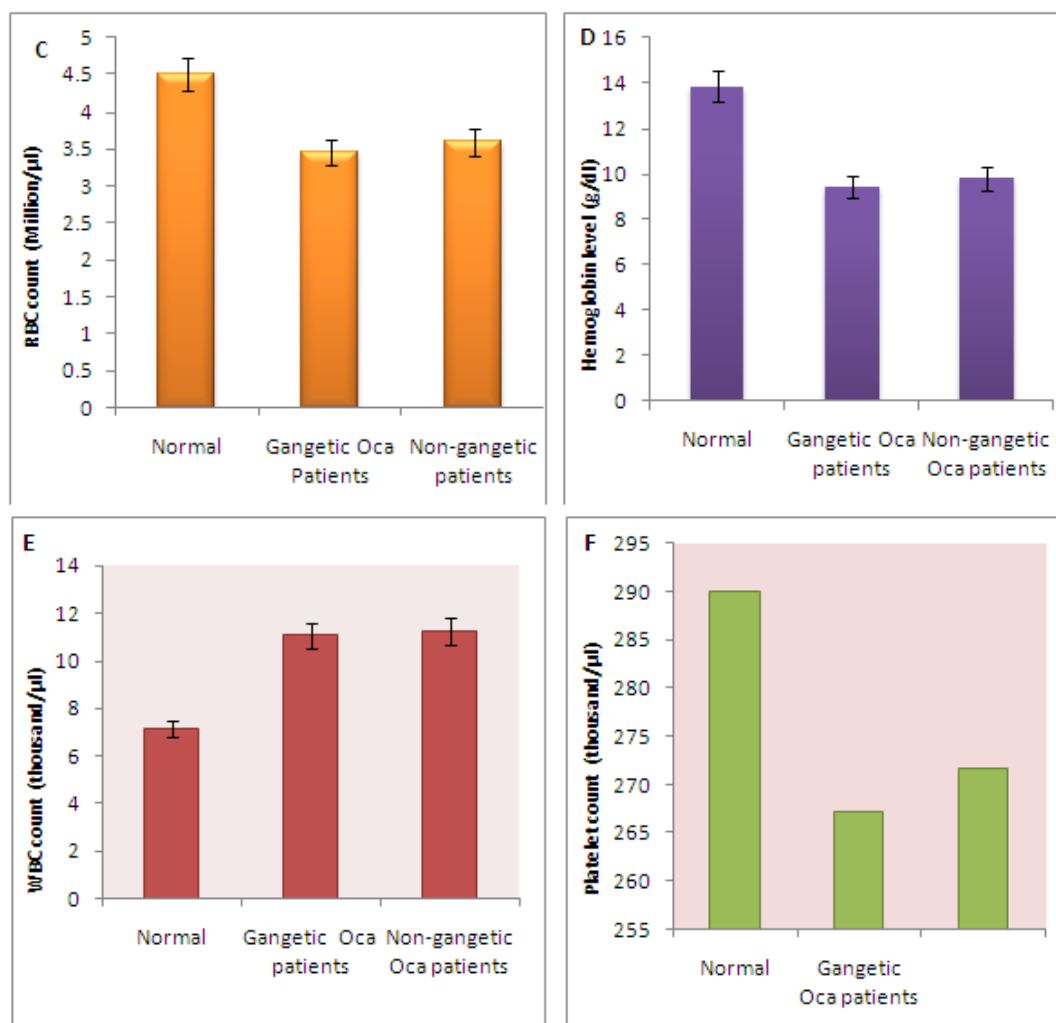 C
RBC count (Million/µl)
5
4.5
4
3.5
3
2.5
2
1.5
1
0.5
0
Normal
Gangetic Oca
Patients
Non-gangetic
patients
D
Hemoglobin level (g/dl)
16
14
12
10
8
6
4
2
0
Normal
Gangetic Oca
patients
Non-gangetic
Oca patients
E
WBC count (thousand/µl)
14
12
10
8
6
4
2
0
Normal
Gangetic Oca
patients
Non-gangetic
Oca patients
F
Platelet count (thousand/µl)
295
290
285
280
275
270
265
260
255
Normal
Gangetic
Oca patients